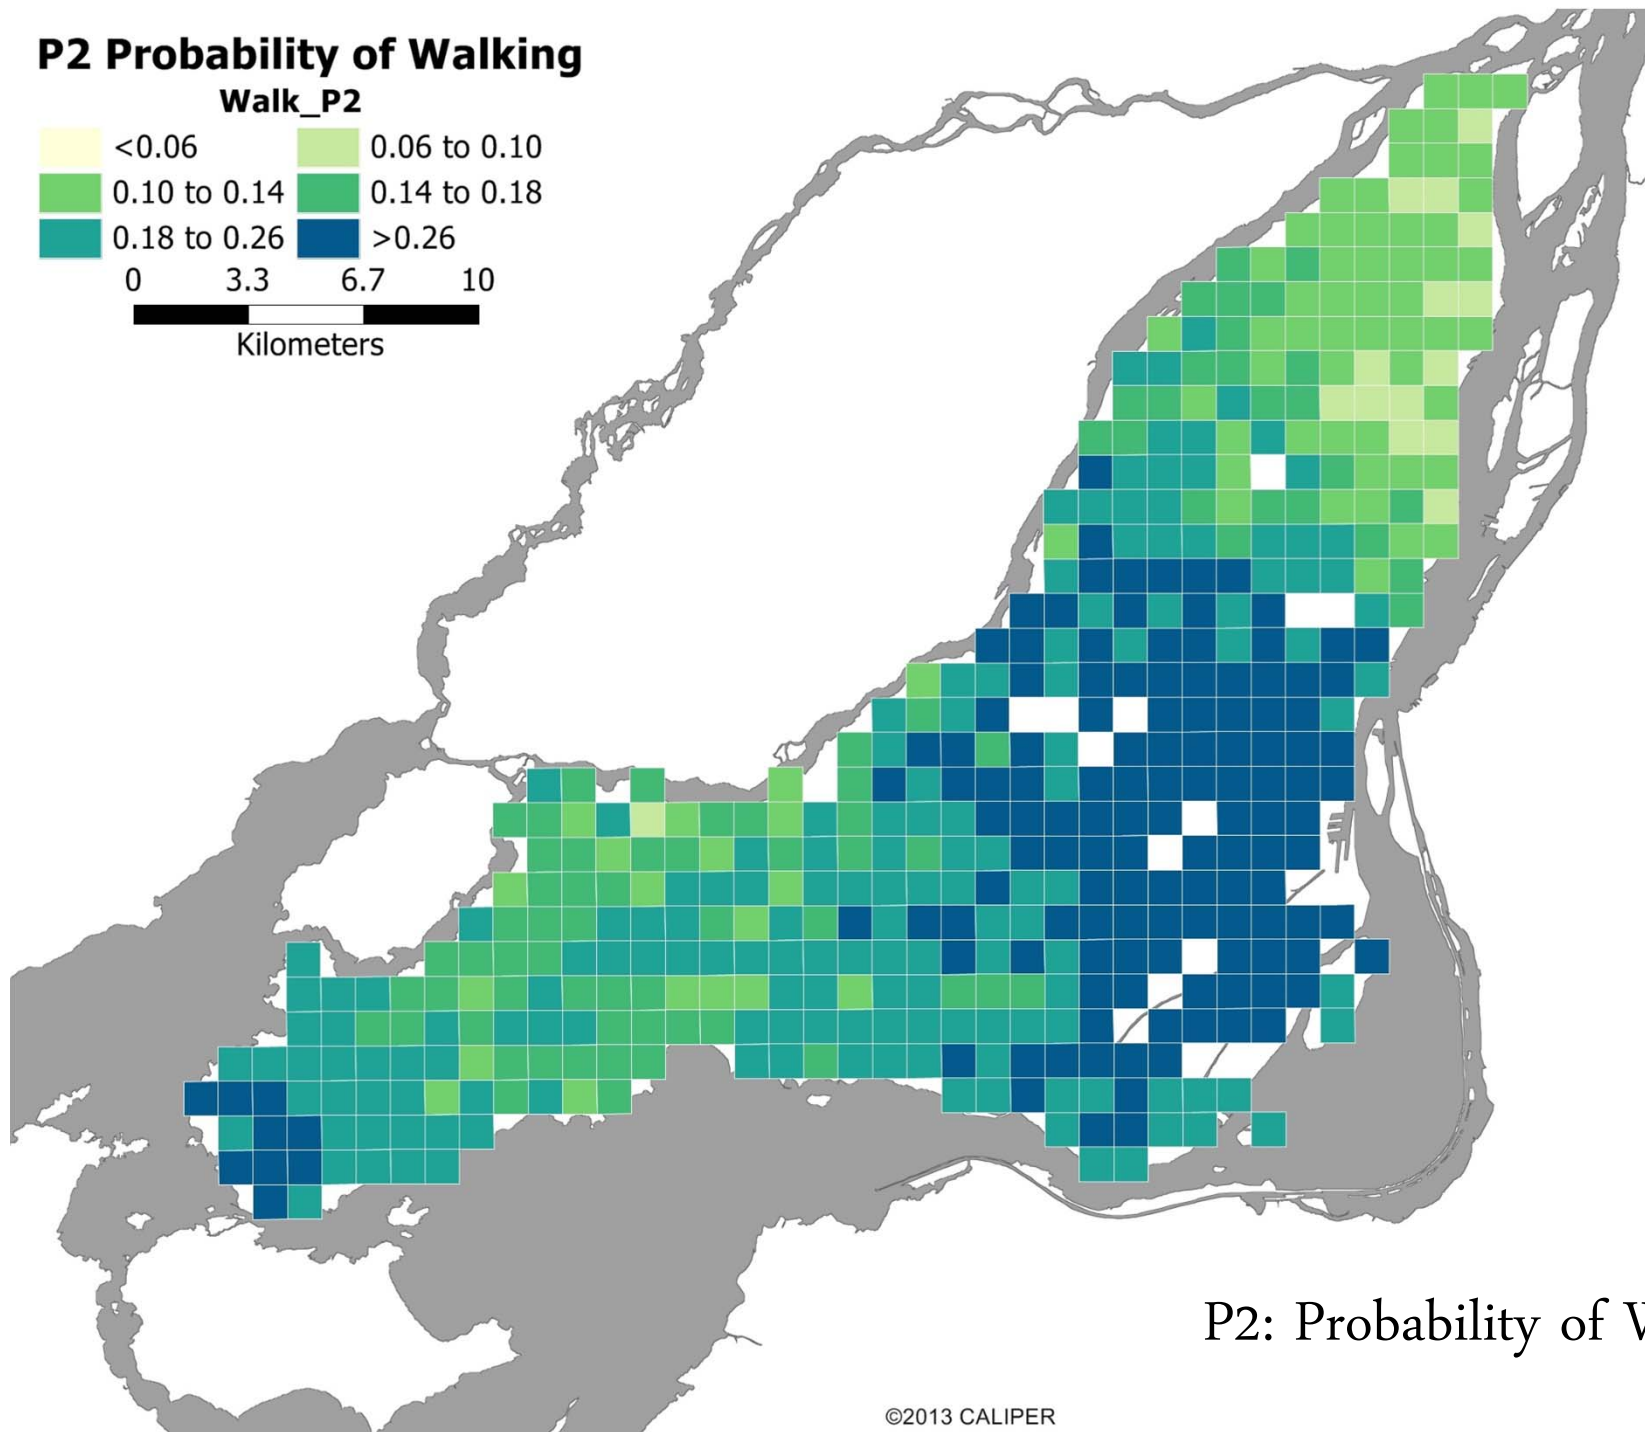 P2 Probability of Walking
Walk_P2
<0.06 0.06 to 0.10
0.10 to 0.14 0.14 to 0.18
0.18 to 0.26 >0.26
0 3.3 6.7 10
Kilometers
P2: Probability of
©2013 CALIPER